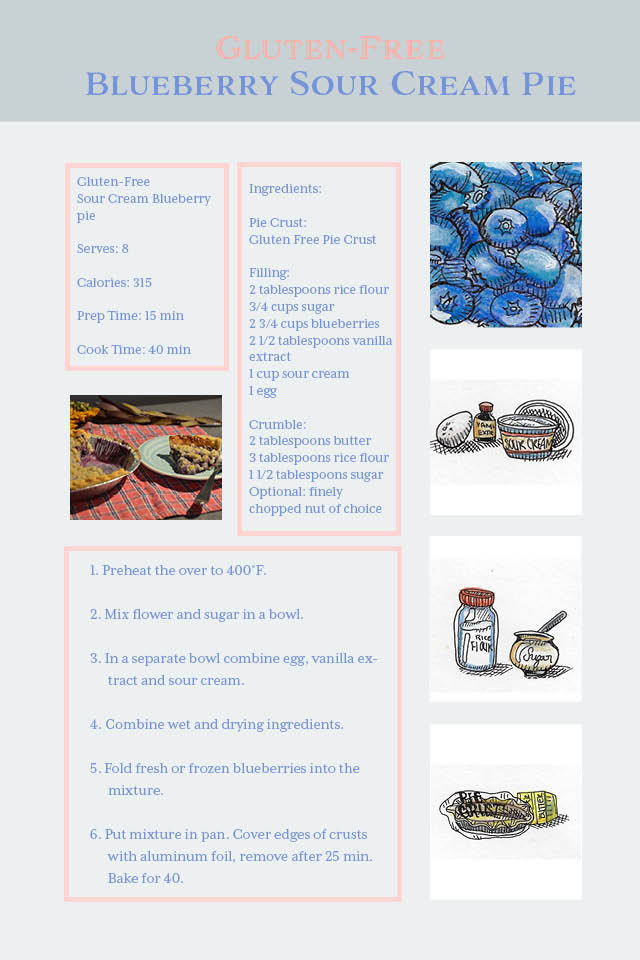 Gluten-Free
Blueberry Sour Cream Pie
Gluten-Free
Sour Cream Blueberry
pie
Serves: 8
Calories: 315
Prep Time: 15 min
Cook Time: 40 min
Ingredients:
Pie Crust:
Gluten Free Pie Crust
Filling:
2 tablespoons rice flour
3/4 cups sugar
2 3/4 cups blueberries
2 1/2 tablespoons vanilla
extract
1 cup sour cream
1 egg
Crumble:
2 tablespoons butter
3 tablespoons rice flour
1 1/2 tablespoons sugar
Optional: finely
chopped nut of choice
1. Preheat the over to 400°F.
2. Mix flower and sugar in a bowl.
3. In a separate bowl combine egg, vanilla ex-
tract and sour cream.
4. Combine wet and drying ingredients.
5. Fold fresh or frozen blueberries into the
mixture.
6. Put mixture in pan. Cover edges of crusts
with aluminum foil, remove after 25 min.
Bake for 40.
SOUR CREAM
RICE
FLOUR
Sugar
PIE
CRUST